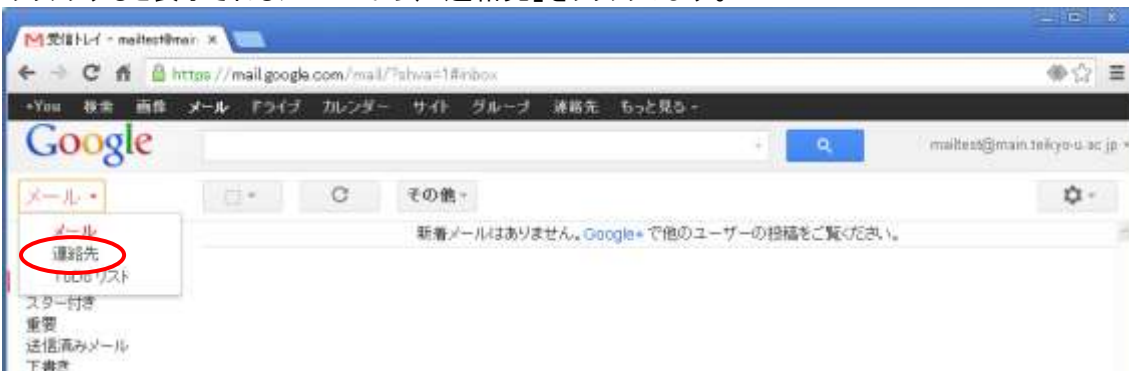 受信トレイ - mailtest@main
https://mail.google.com/mail/?shva=1#inbox
+You 検索 画像 メール ドライブ カレンダー サイト グループ 連絡先 もっと見る
Google
mailtest@main.teikyo-u.ac.jp
メール
その他
メール
新着メールはありません。Google+ で他のユーザーの投稿をご覧ください。
連絡先
ToDo リスト
スター付き
重要
送信済みメール
下書き